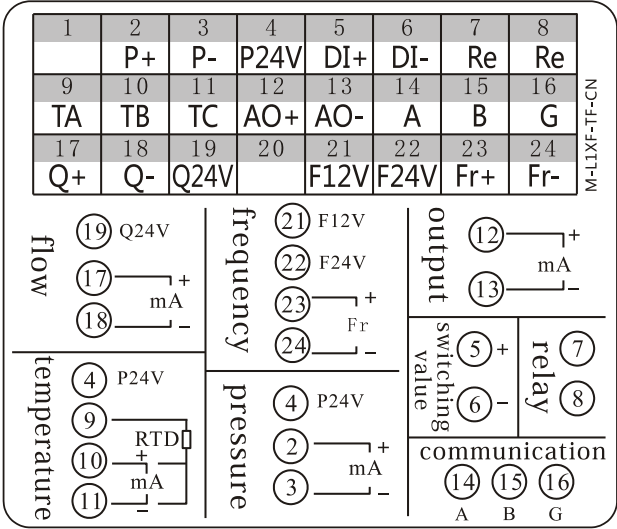 1 2 3 4 5 6 7 8
P+ P- P24V DI+ DI- Re Re
9 10 11 12 13 14 15 16
TA TB TC AO+ AO- A B G
17 18 19 20 21 22 23 24
Q+ Q- Q24V F12V F24V Fr+ Fr-
M-L1XF-TF-CN
flow
19 Q24V
17 +
mA
18 −
frequency
21 F12V
22 F24V
23 +
Fr
24 −
output
12 +
mA
13 −
switching
value
5 +
6 −
relay
7
8
temperature
4 P24V
9
RTD
10 +
mA
11 −
pressure
4 P24V
2 +
mA
3 −
communication
14 15 16
A B G